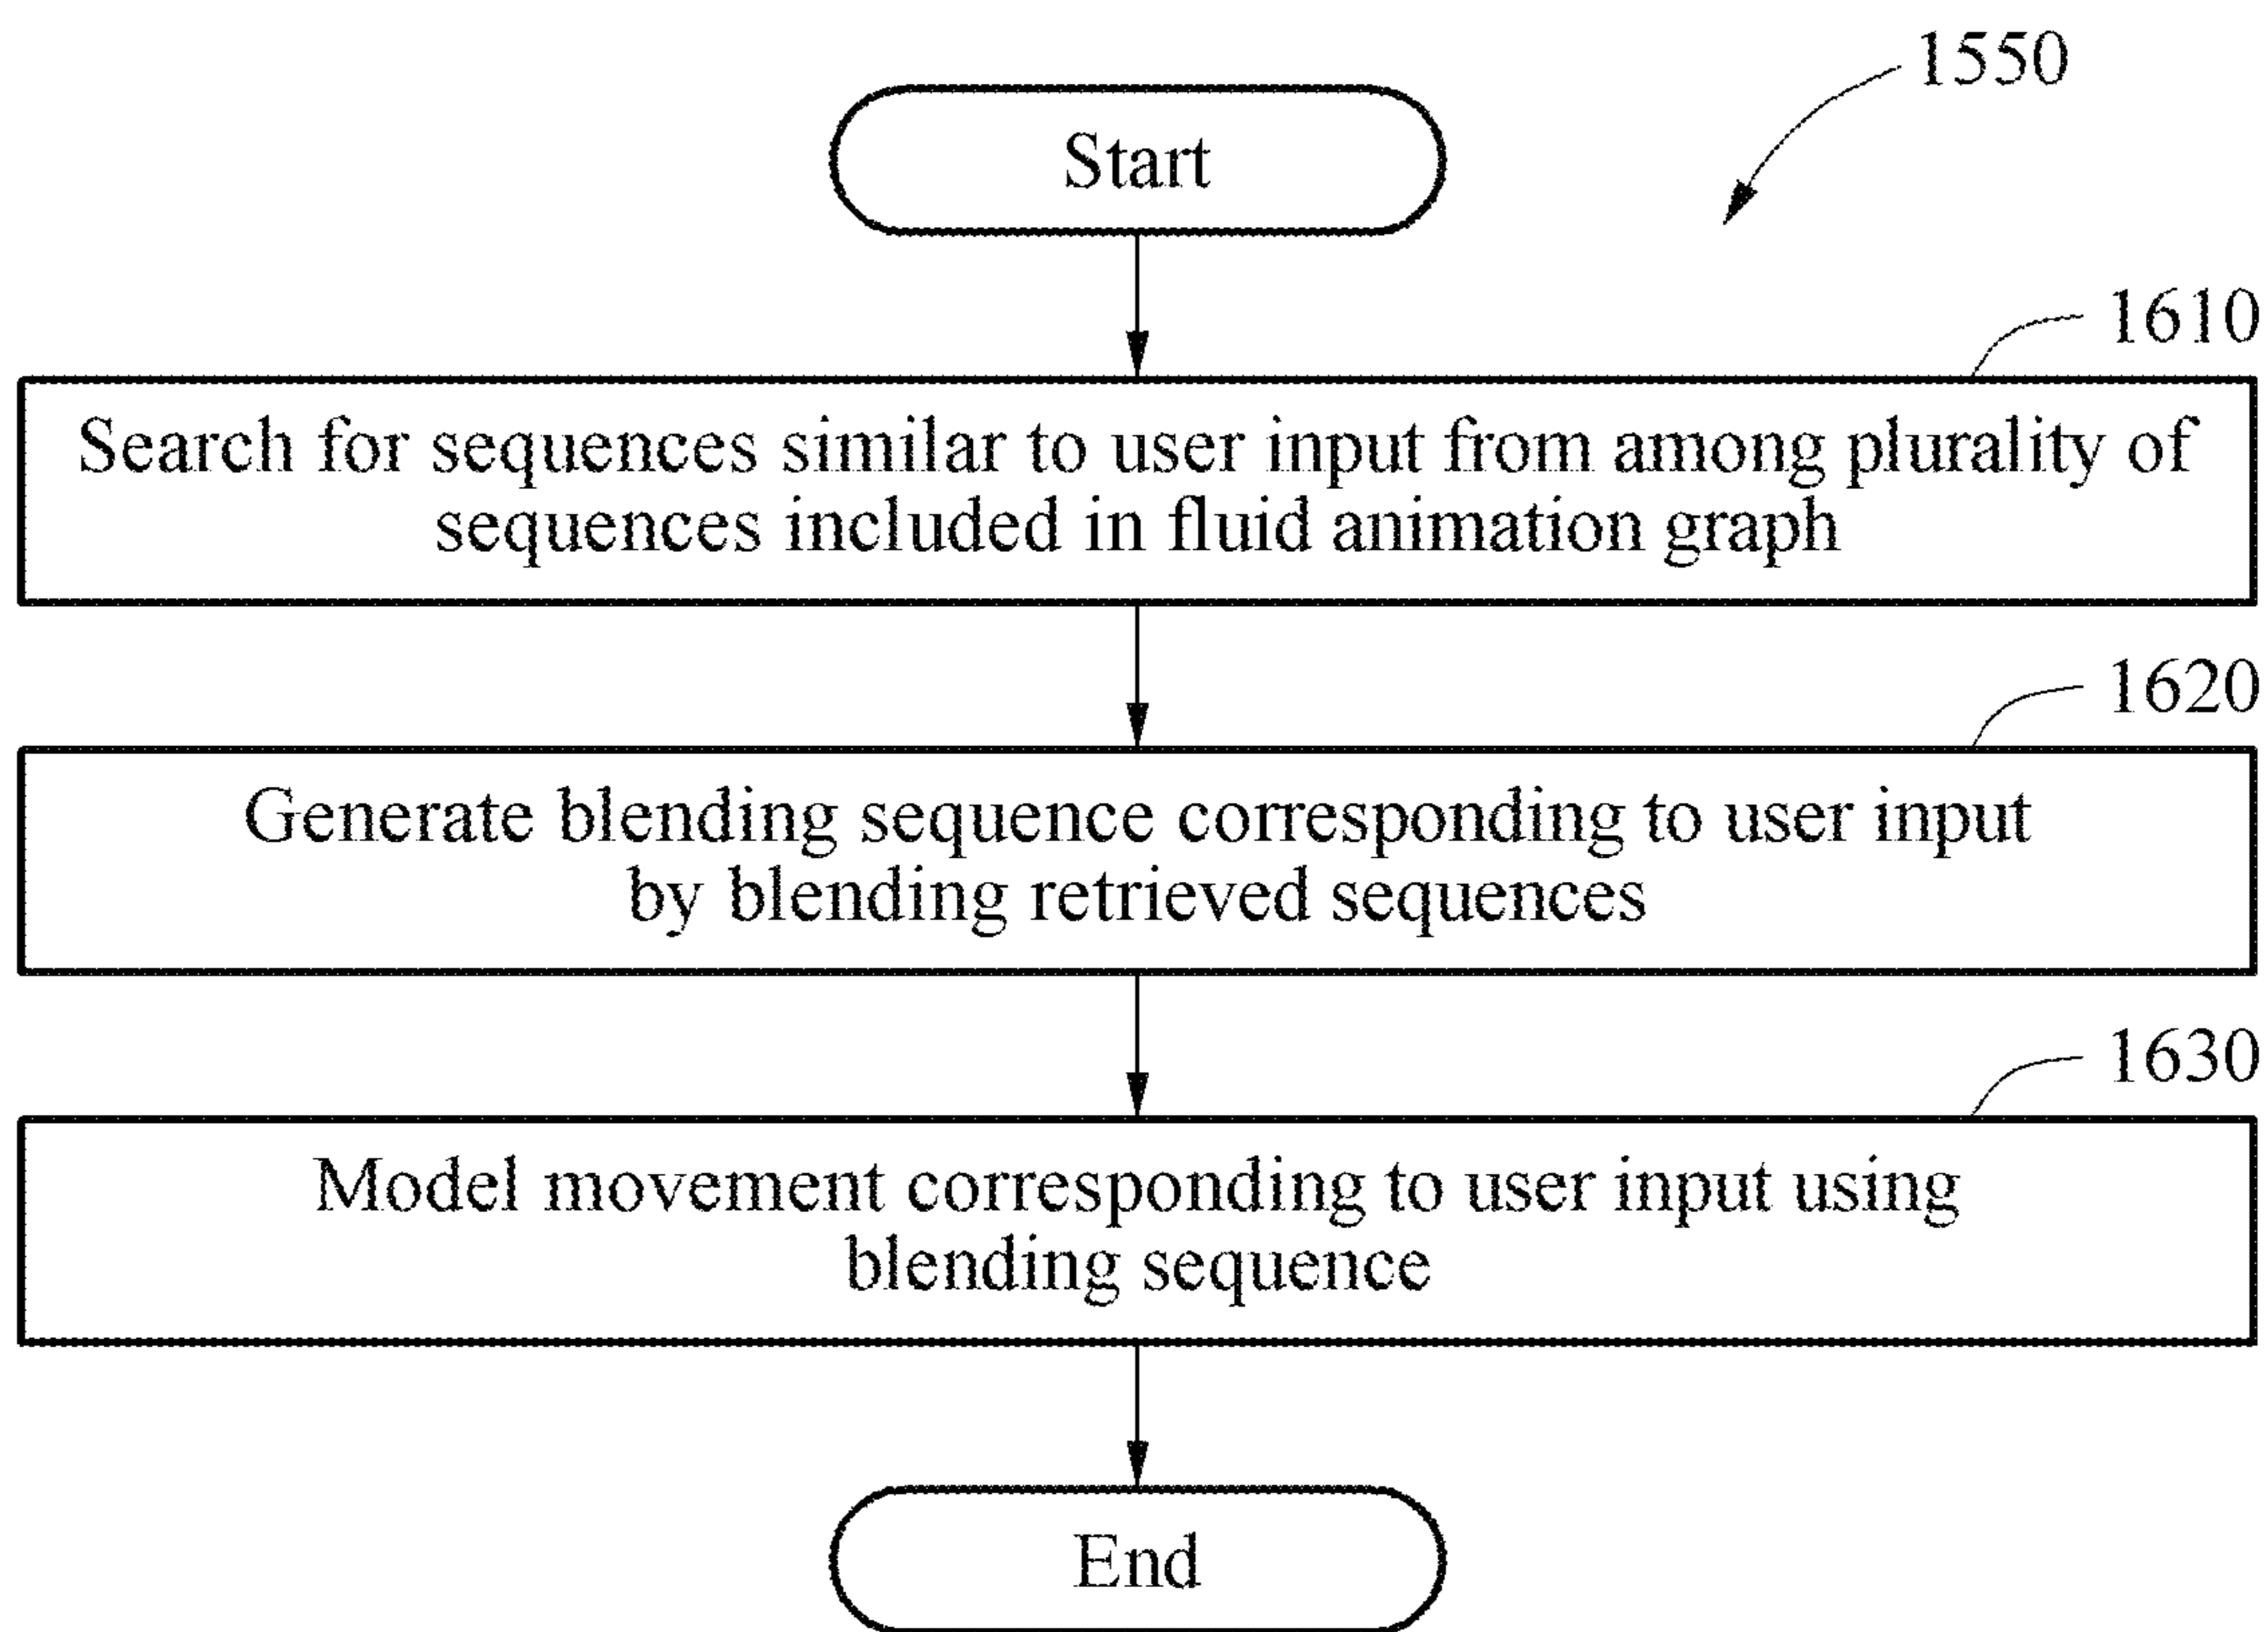 1550
Start
1610
Search for sequences similar to user input from among plurality of
sequences included in fluid animation graph
1620
Generate blending sequence corresponding to user input
by blending retrieved sequences
1630
Model movement corresponding to user input using
blending sequence
End